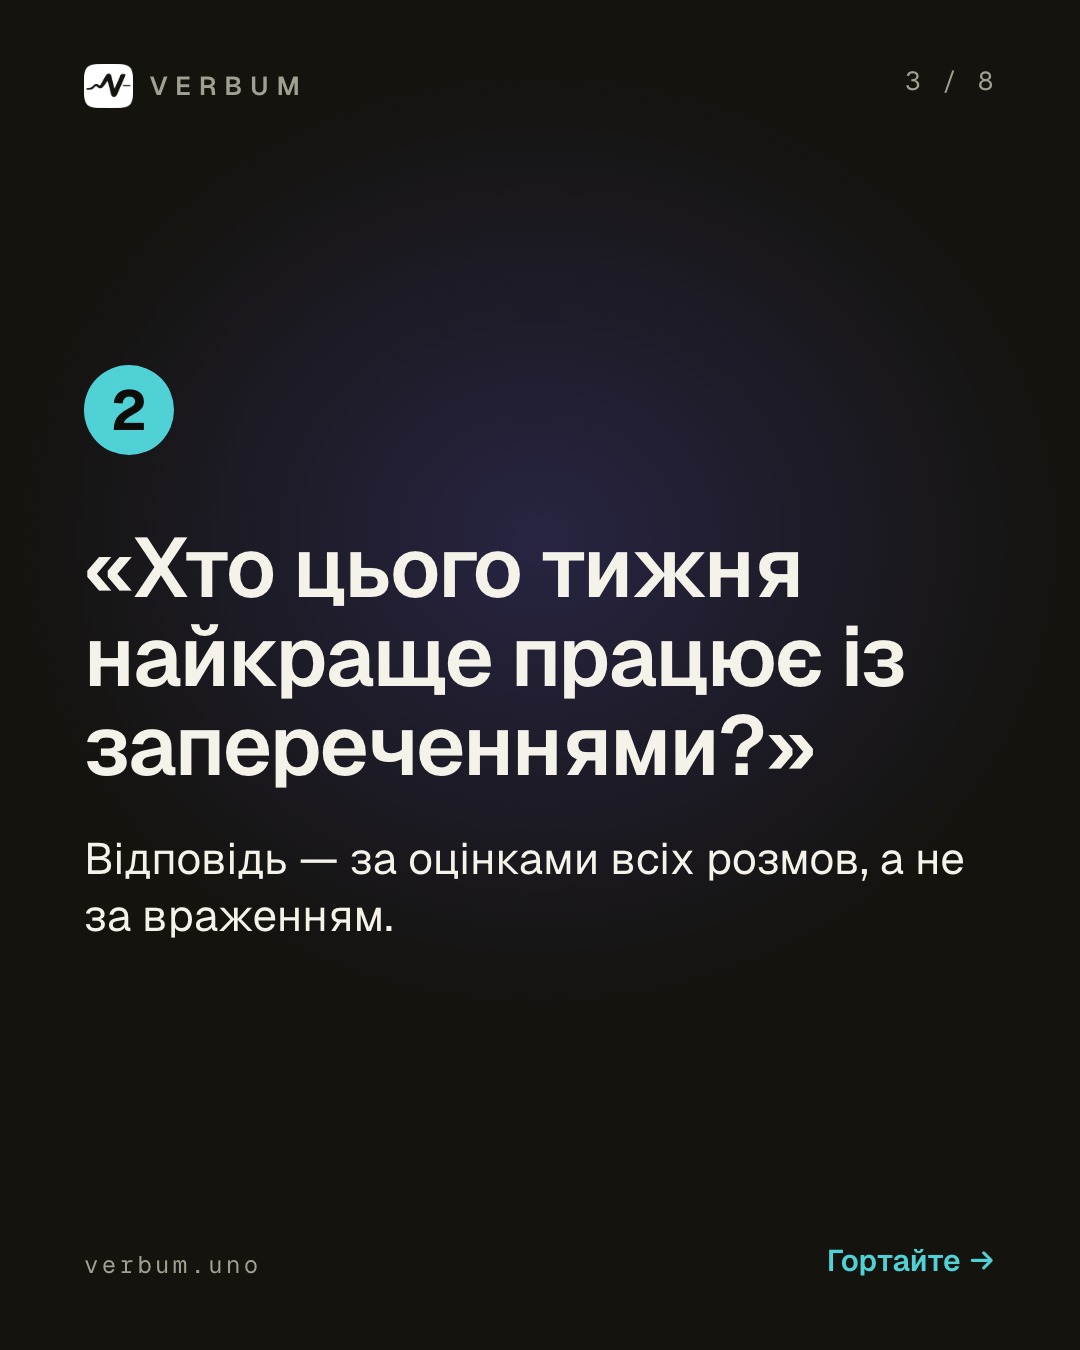 VERBUM
3 / 8
2
«Хто цього тижня
найкраще працює із
запереченнями?»
Відповідь — за оцінками всіх розмов, а не
за враженням.
verbum.uno
Гортайте →